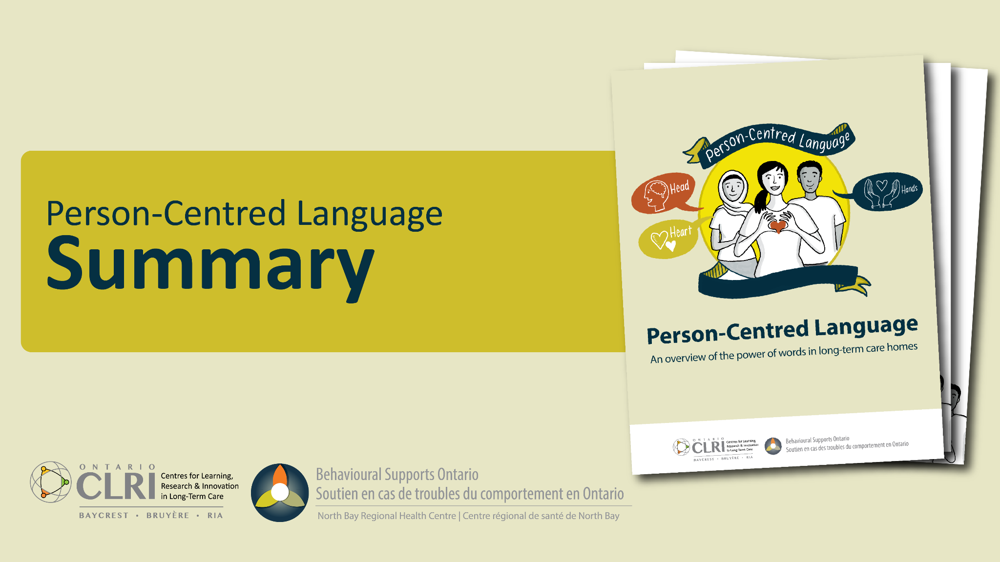 Person-Centred Language
Summary
ONTARIO
CLRI
Centres for Learning,
Research & Innovation
in Long-Term Care
BAYCREST • BRUYÈRE • RIA
Behavioural Supports Ontario
Soutien en cas de troubles du comportement en Ontario
North Bay Regional Health Centre | Centre régional de santé de North Bay
Person-Centred Language
Head
Hands
Heart
Person-Centred Language
An overview of the power of words in long-term care homes
ONTARIO
CLRI
Centres for Learning,
Research & Innovation
in Long-Term Care
BAYCREST • BRUYÈRE • RIA
Behavioural Supports Ontario
Soutien en cas des troubles du comportement en Ontario